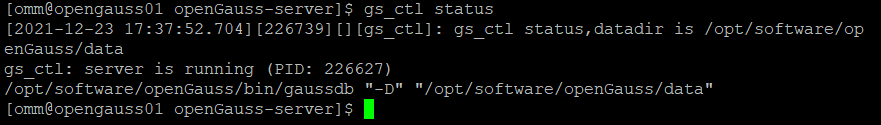 [omm@opengauss01 openGauss-server]$ gs_ctl status
[2021-12-23 17:37:52.704][226739][][gs_ctl]: gs_ctl status,datadir is /opt/software/op
enGauss/data
gs_ctl: server is running (PID: 226627)
/opt/software/openGauss/bin/gaussdb "-D" "/opt/software/openGauss/data"
[omm@opengauss01 openGauss-server]$